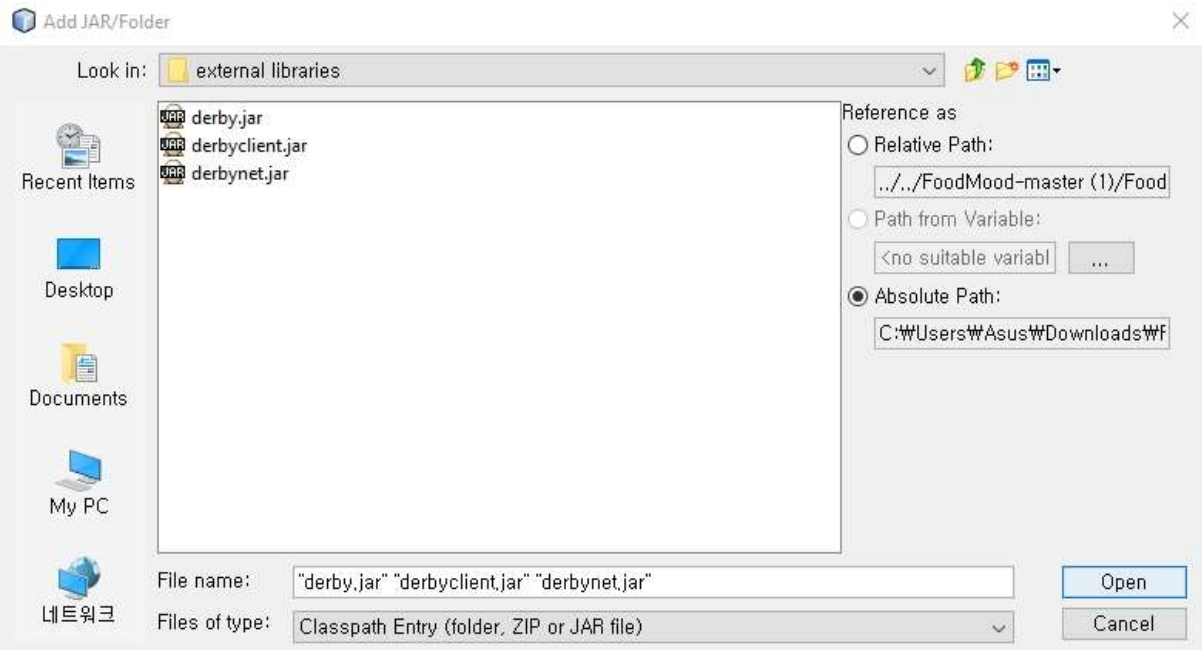 Add JAR/Folder
Look in:
external libraries
JAR derby.jar
JAR derbyclient.jar
JAR derbynet.jar
Recent Items
Desktop
Documents
My PC
네트워크
Reference as
Relative Path:
../../FoodMood-master (1)/Food
Path from Variable:
<no suitable variabl
...
Absolute Path:
C:₩Users₩Asus₩Downloads₩F
File name:
"derby.jar" "derbyclient.jar" "derbynet.jar"
Open
Files of type:
Classpath Entry (folder, ZIP or JAR file)
Cancel